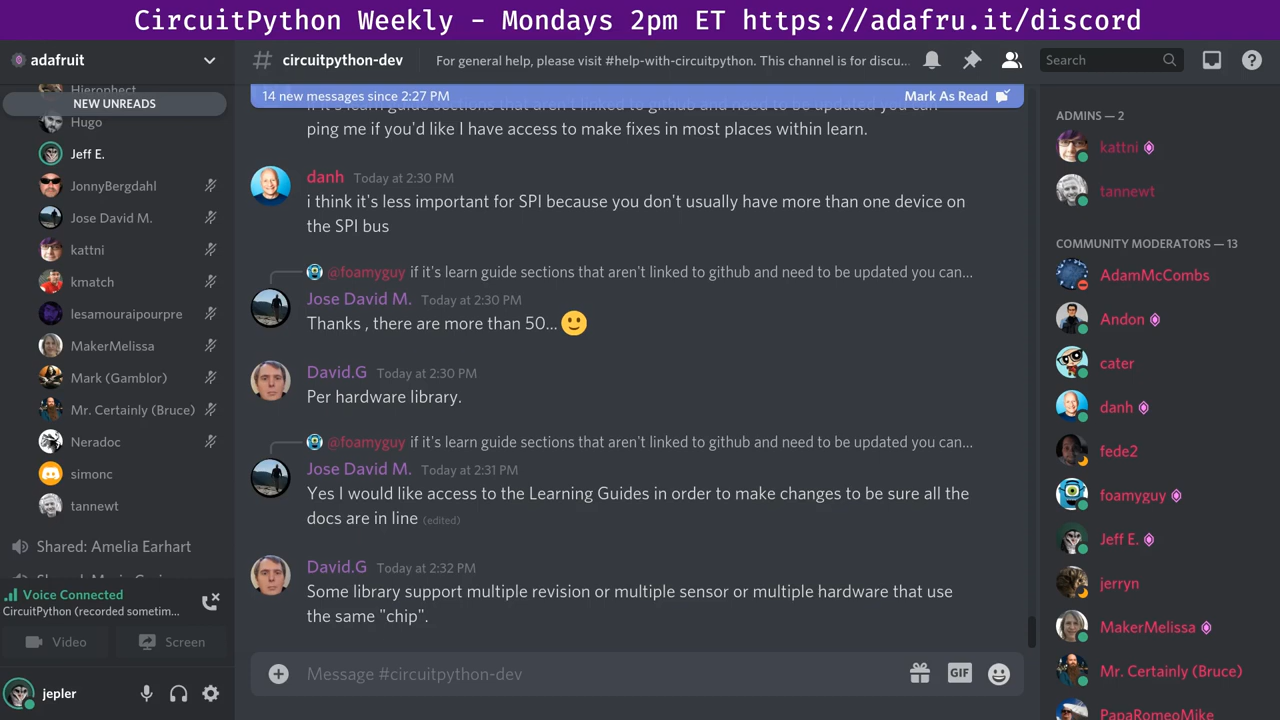 CircuitPython Weekly - Mondays 2pm ET https://adafru.it/discord
adafruit
Hierophect
NEW UNREADS
Hugo
Jeff E.
JonnyBergdahl
Jose David M.
kattni
kmatch
lesamouraipourpre
MakerMelissa
Mark (Gamblor)
Mr. Certainly (Bruce)
Neradoc
simonc
tannewt
Shared: Amelia Earhart
Voice Connected
CircuitPython (recorded sometim...
Video
Screen
jepler
# circuitpython-dev
For general help, please visit #help-with-circuitpython. This channel is for discu...
Search
14 new messages since 2:27 PM
Mark As Read
ping me if you'd like I have access to make fixes in most places within learn.
danh Today at 2:30 PM
i think it's less important for SPI because you don't usually have more than one device on
the SPI bus
@foamyguy if it's learn guide sections that aren't linked to github and need to be updated you can...
Jose David M. Today at 2:30 PM
Thanks , there are more than 50... 🙂
David.G Today at 2:30 PM
Per hardware library.
@foamyguy if it's learn guide sections that aren't linked to github and need to be updated you can...
Jose David M. Today at 2:31 PM
Yes I would like access to the Learning Guides in order to make changes to be sure all the
docs are in line (edited)
David.G Today at 2:32 PM
Some library support multiple revision or multiple sensor or multiple hardware that use
the same "chip".
Message #circuitpython-dev
GIF
ADMINS — 2
kattni
tannewt
COMMUNITY MODERATORS — 13
AdamMcCombs
Andon
cater
danh
fede2
foamyguy
Jeff E.
jerryn
MakerMelissa
Mr. Certainly (Bruce)
PapaRomeoMike